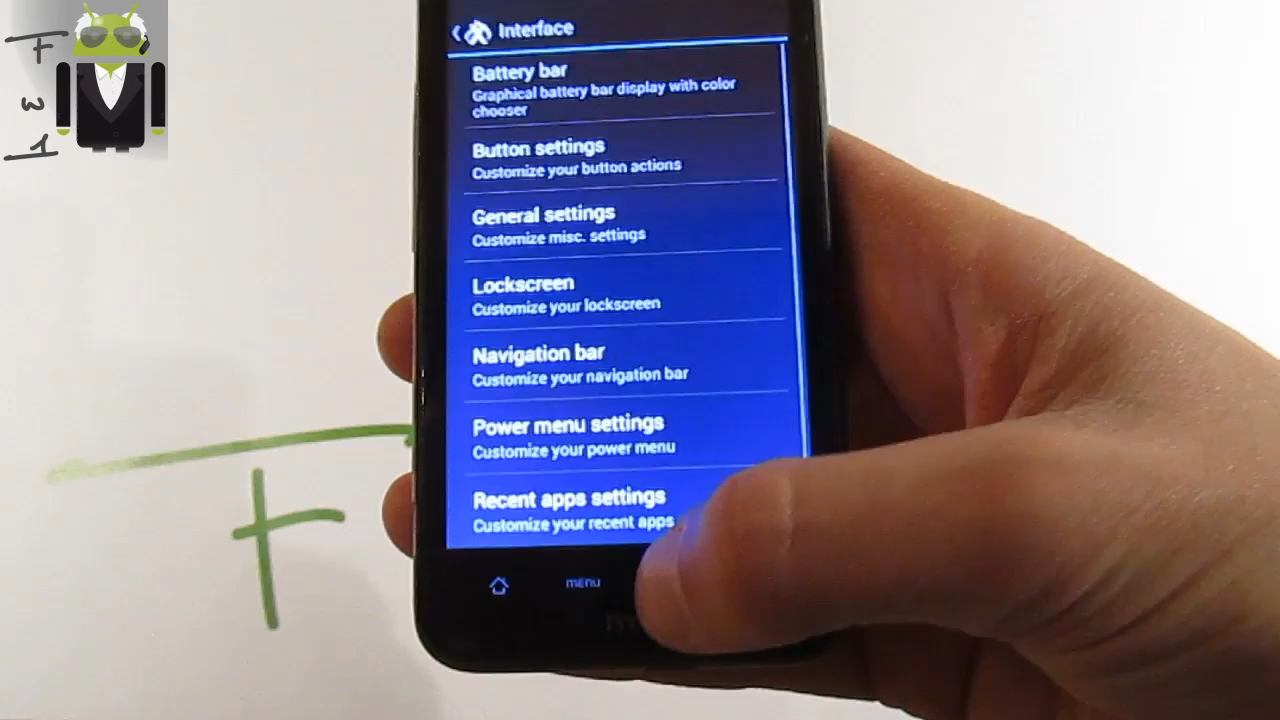 F
3
1
Interface
Battery bar
Graphical battery bar display with color
chooser
Button settings
Customize your button actions
General settings
Customize misc. settings
Lockscreen
Customize your lockscreen
Navigation bar
Customize your navigation bar
Power menu settings
Customize your power menu
Recent apps settings
Customize your recent apps
F
MENU